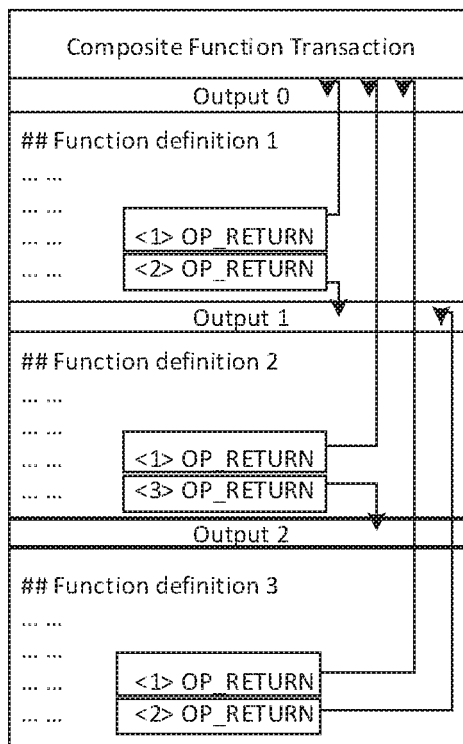 Composite Function Transaction
Output 0
## Function definition 1
... ...
... ...
... ... <1> OP_RETURN
... ... <2> OP_RETURN
Output 1
## Function definition 2
... ...
... ...
... ... <1> OP_RETURN
... ... <3> OP_RETURN
Output 2
## Function definition 3
... ...
... ...
... ... <1> OP_RETURN
... ... <2> OP_RETURN